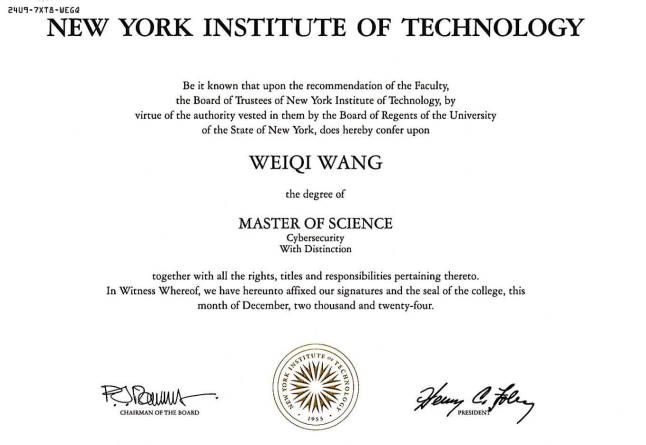 24U9-7XT8-WEGQ
NEW YORK INSTITUTE OF TECHNOLOGY
Be it known that upon the recommendation of the Faculty,
the Board of Trustees of New York Institute of Technology, by
virtue of the authority vested in them by the Board of Regents of the University
of the State of New York, does hereby confer upon
WEIQI WANG
the degree of
MASTER OF SCIENCE
Cybersecurity
With Distinction
together with all the rights, titles and responsibilities pertaining thereto.
In Witness Whereof, we have hereunto affixed our signatures and the seal of the college, this
month of December, two thousand and twenty-four.
NEW YORK INSTITUTE OF TECHNOLOGY
1955
CHAIRMAN OF THE BOARD
Henry C. Foley
PRESIDENT